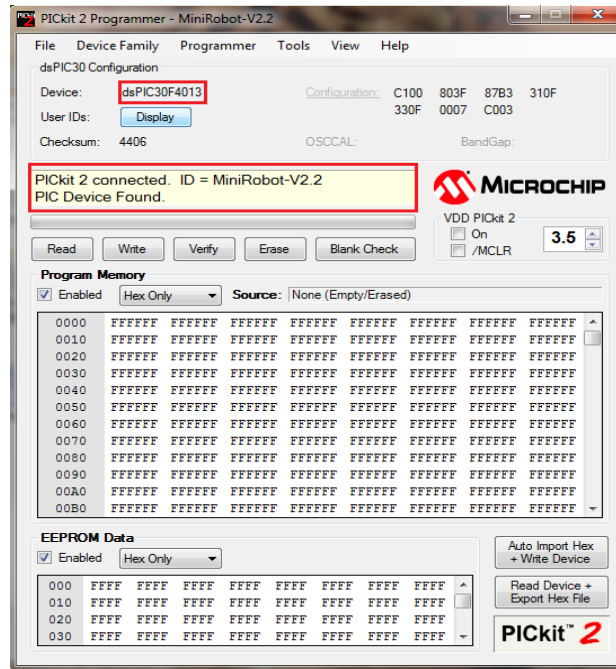 PICkit 2 Programmer - MiniRobot-V2.2
File Device Family Programmer Tools View Help
dsPIC30 Configuration
Device: dsPIC30F4013 Configuration: C100 803F 87B3 310F
330F 0007 C003
User IDs: Display
Checksum: 4406 OSCCAL: BandGap:
PICkit 2 connected. ID = MiniRobot-V2.2
PIC Device Found.
MICROCHIP
VDD PICkit 2
On
/MCLR
3.5
Read Write Verify Erase Blank Check
Program Memory
Enabled Hex Only Source: None (Empty/Erased)
0000 FFFFFF FFFFFF FFFFFF FFFFFF FFFFFF FFFFFF FFFFFF FFFFFF
0010 FFFFFF FFFFFF FFFFFF FFFFFF FFFFFF FFFFFF FFFFFF FFFFFF
0020 FFFFFF FFFFFF FFFFFF FFFFFF FFFFFF FFFFFF FFFFFF FFFFFF
0030 FFFFFF FFFFFF FFFFFF FFFFFF FFFFFF FFFFFF FFFFFF FFFFFF
0040 FFFFFF FFFFFF FFFFFF FFFFFF FFFFFF FFFFFF FFFFFF FFFFFF
0050 FFFFFF FFFFFF FFFFFF FFFFFF FFFFFF FFFFFF FFFFFF FFFFFF
0060 FFFFFF FFFFFF FFFFFF FFFFFF FFFFFF FFFFFF FFFFFF FFFFFF
0070 FFFFFF FFFFFF FFFFFF FFFFFF FFFFFF FFFFFF FFFFFF FFFFFF
0080 FFFFFF FFFFFF FFFFFF FFFFFF FFFFFF FFFFFF FFFFFF FFFFFF
0090 FFFFFF FFFFFF FFFFFF FFFFFF FFFFFF FFFFFF FFFFFF FFFFFF
00A0 FFFFFF FFFFFF FFFFFF FFFFFF FFFFFF FFFFFF FFFFFF FFFFFF
00B0 FFFFFF FFFFFF FFFFFF FFFFFF FFFFFF FFFFFF FFFFFF FFFFFF
EEPROM Data
Enabled Hex Only
000 FFFF FFFF FFFF FFFF FFFF FFFF FFFF FFFF
010 FFFF FFFF FFFF FFFF FFFF FFFF FFFF FFFF
020 FFFF FFFF FFFF FFFF FFFF FFFF FFFF FFFF
030 FFFF FFFF FFFF FFFF FFFF FFFF FFFF FFFF
Auto Import Hex
+ Write Device
Read Device +
Export Hex File
PICkit™ 2